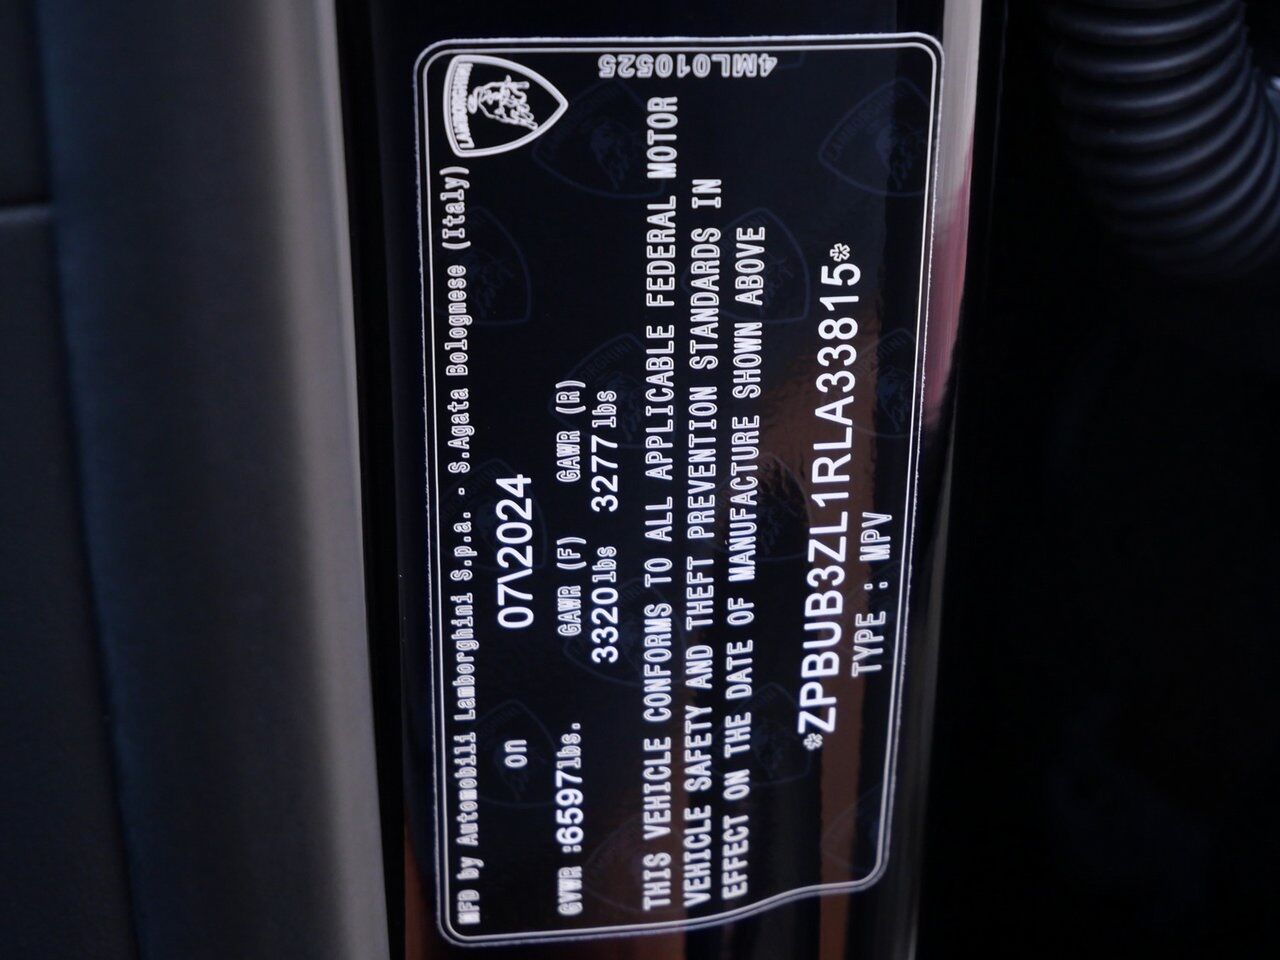 LAMBORGHINI
4ML010525
MFD by Automobili Lamborghini S.p.a. - S.Agata Bolognese (Italy)
on 07\2024
GAWR (F) GAWR (R)
GVWR :6597lbs. 3320lbs 3277lbs
THIS VEHICLE CONFORMS TO ALL APPLICABLE FEDERAL MOTOR
VEHICLE SAFETY AND THEFT PREVENTION STANDARDS IN
EFFECT ON THE DATE OF MANUFACTURE SHOWN ABOVE
*ZPBUB3ZL1RLA33815*
TYPE : MPV